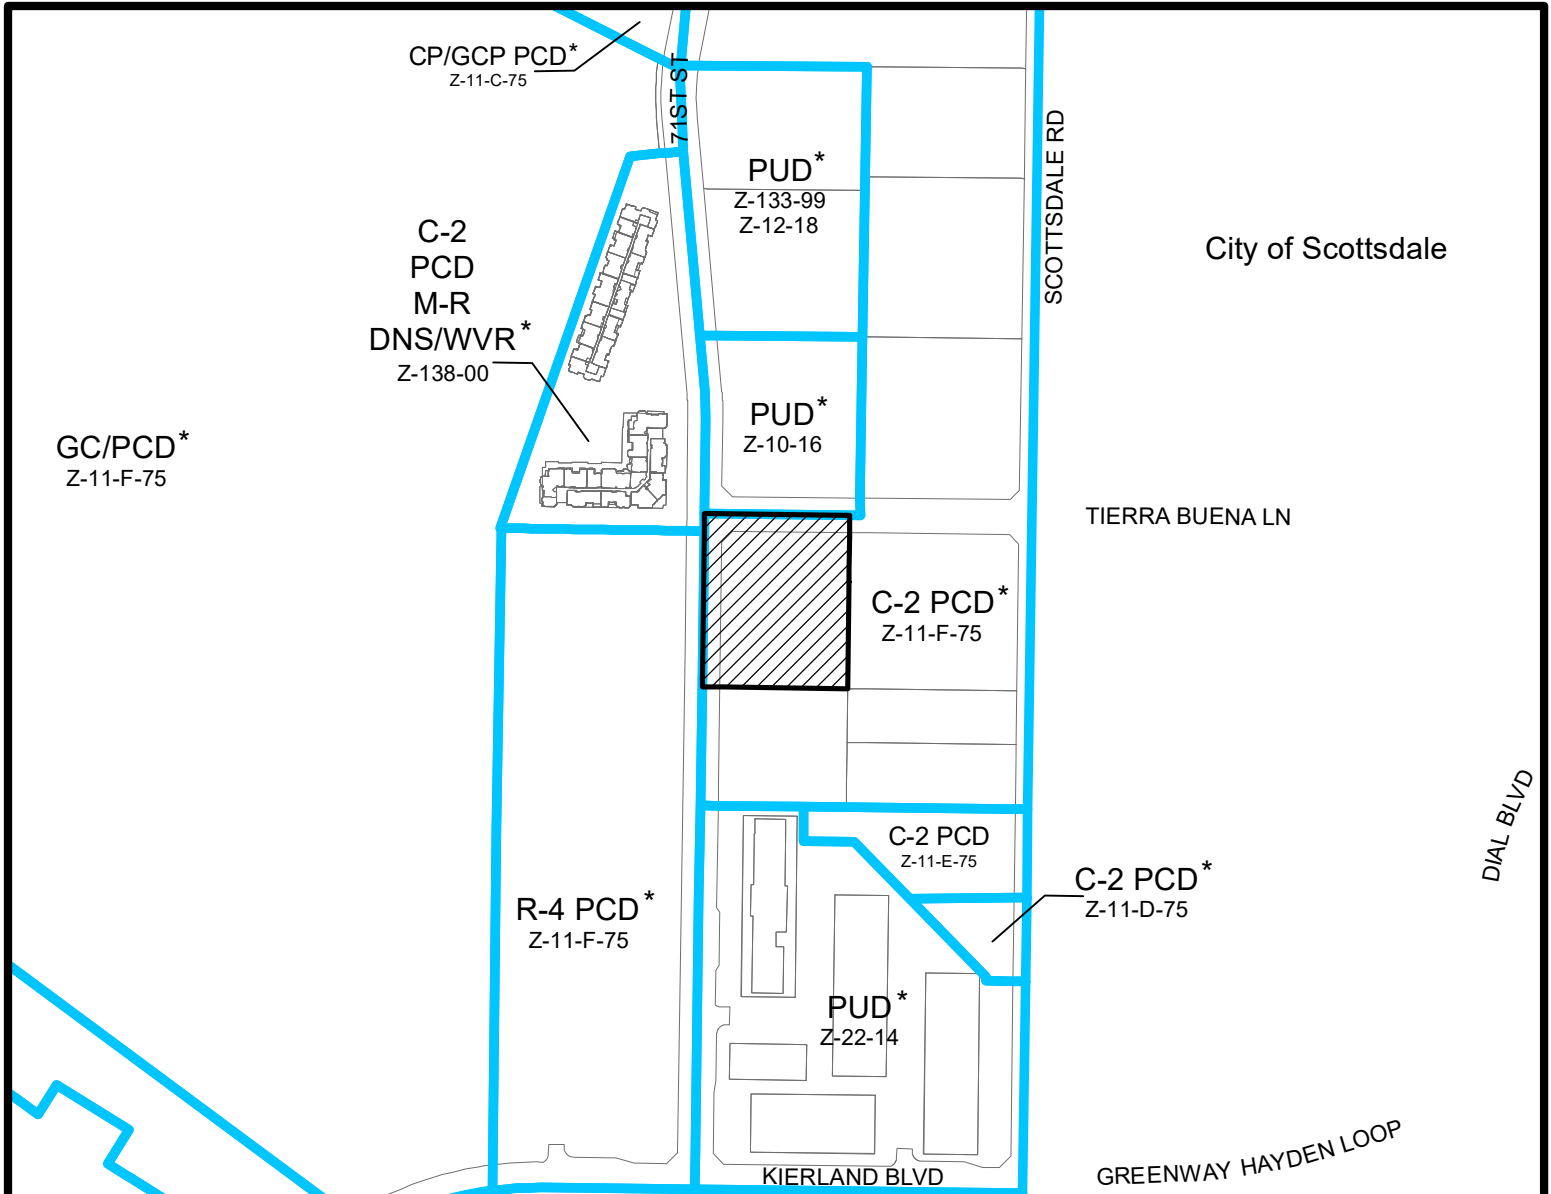 CP/GCP PCD*
Z-11-C-75
71ST ST
PUD*
Z-133-99
Z-12-18
SCOTTSDALE RD
City of Scottsdale
C-2
PCD
M-R
DNS/WVR*
Z-138-00
GC/PCD*
Z-11-F-75
PUD*
Z-10-16
TIERRA BUENA LN
C-2 PCD*
Z-11-F-75
C-2 PCD
Z-11-E-75
C-2 PCD*
Z-11-D-75
DIAL BLVD
R-4 PCD*
Z-11-F-75
PUD*
Z-22-14
KIERLAND BLVD
GREENWAY HAYDEN LOOP